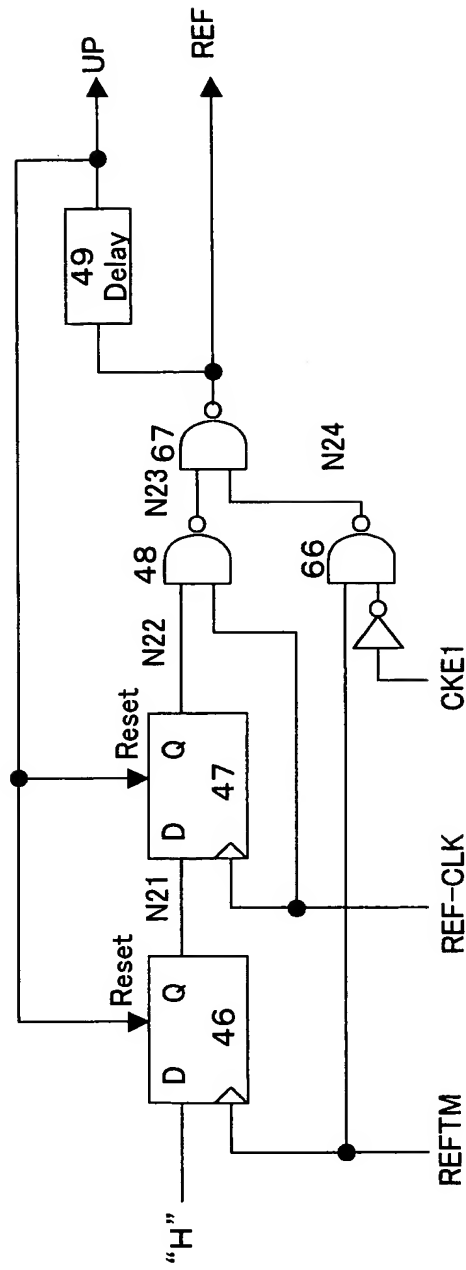 UP
REF
49
Delay
67
N23
N24
48
66
N22
Reset
D
Q
47
N21
Reset
D
Q
46
"H"
CKE1
REF-CLK
REFTM